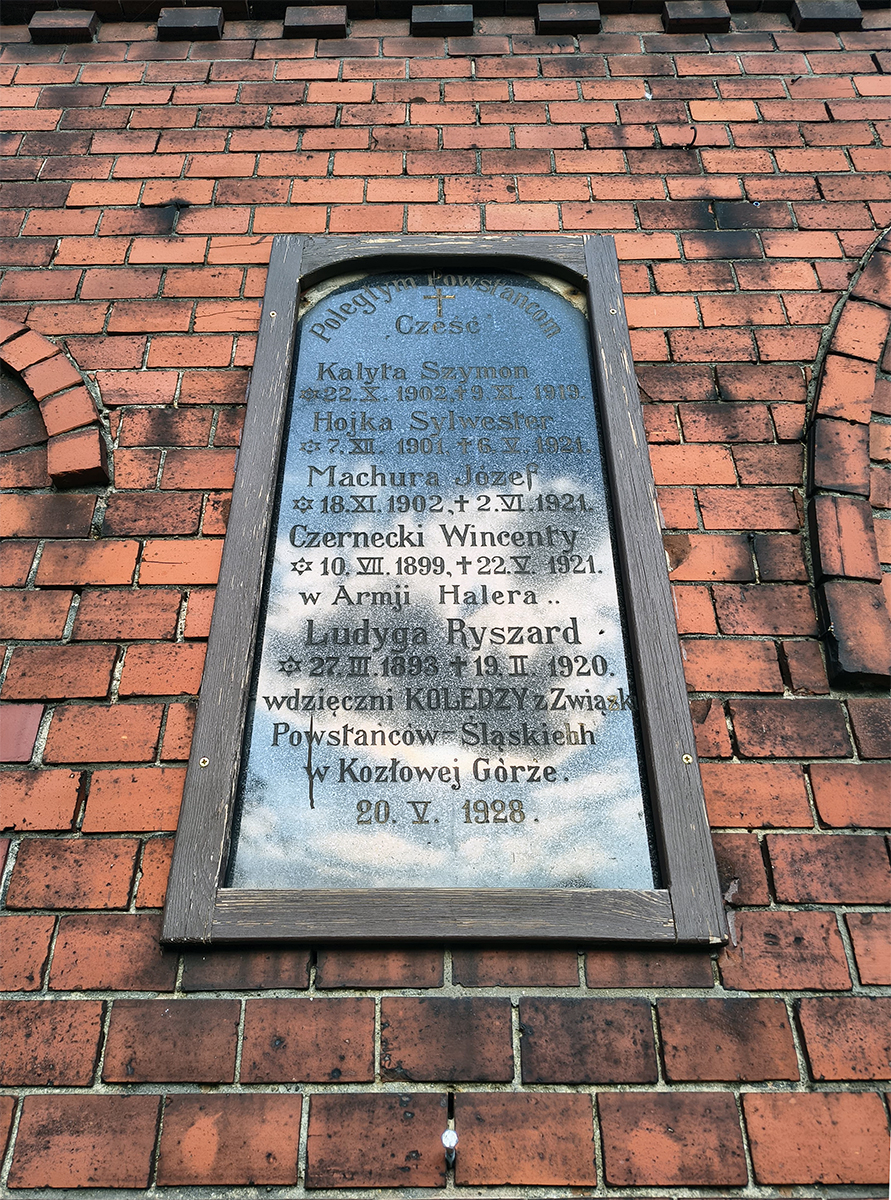 Poległym Powstańcom
Cześć
Kalyta Szymon
✡22.X. 1902,✝9.XI. 1919.
Hojka Sylwester
✡7.XII. 1901,✝6.X. 1921.
Machura Józef
✡18.XI.1902,✝2.VI.1921.
Czernecki Wincenty
✡10.VII.1899,✝22.V. 1921.
w Armji Halera..
Ludyga Ryszard
✡27.III.1893 ✝19.II. 1920.
wdzięczni KOLEDZY z Związk
Powstańców-Śląskichh
w Kozłowej Górze.
20. V. 1928.